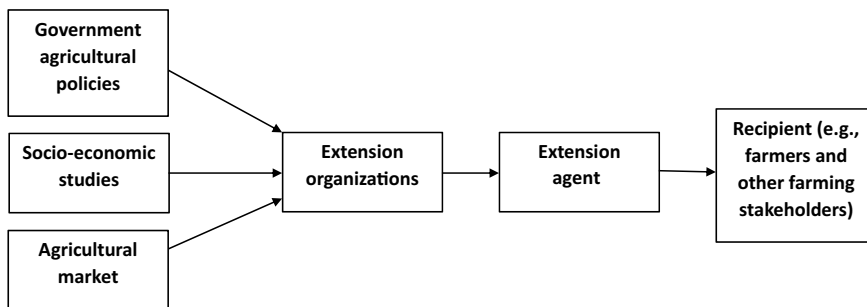 Government
agricultural
policies
Socio-economic
studies
Agricultural
market
Extension
organizations
Extension
agent
Recipient (e.g.,
farmers and
other farming
stakeholders)